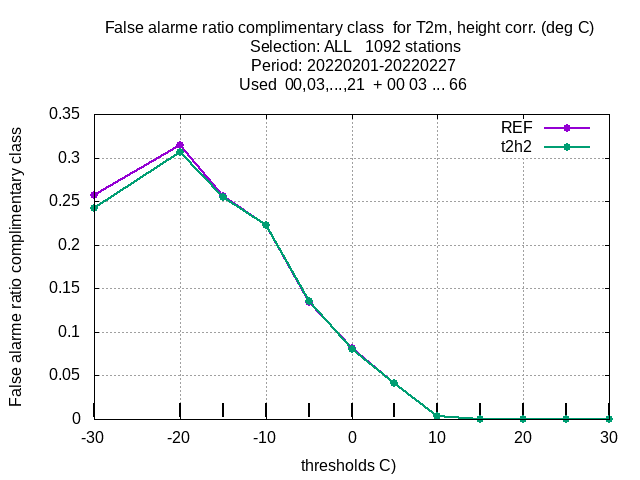 False alarme ratio complimentary class  for T2m, height corr. (deg C)
Selection: ALL   1092 stations
Period: 20220201-20220227
Used  00,03,...,21  + 00 03 ... 66
REF
t2h2
False alarme ratio complimentary class
0.35
0.3
0.25
0.2
0.15
0.1
0.05
0
-30 -20 -10 0 10 20 30
thresholds C)